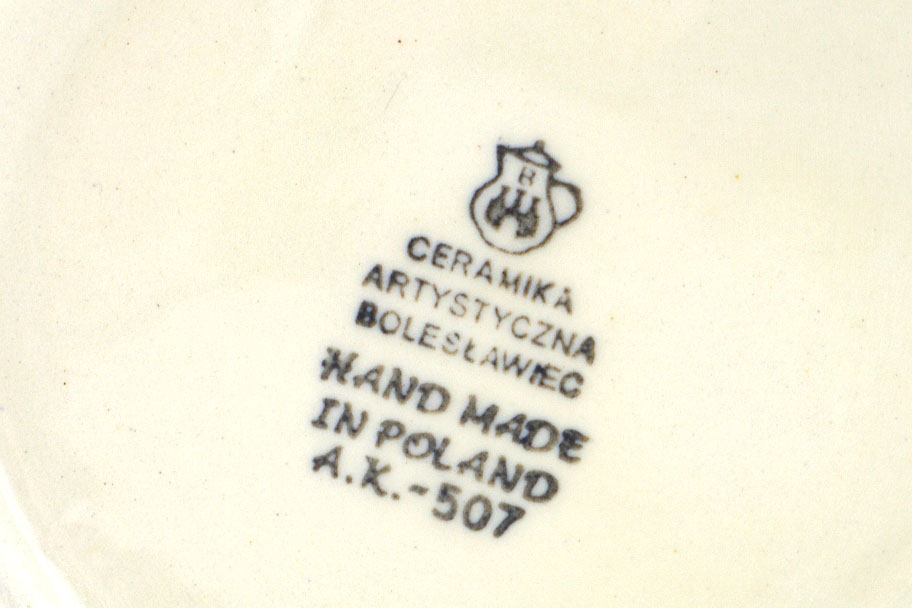 B
CERAMIKA
ARTYSTYCZNA
BOLESŁAWIEC
HAND MADE
IN POLAND
A.K.-507